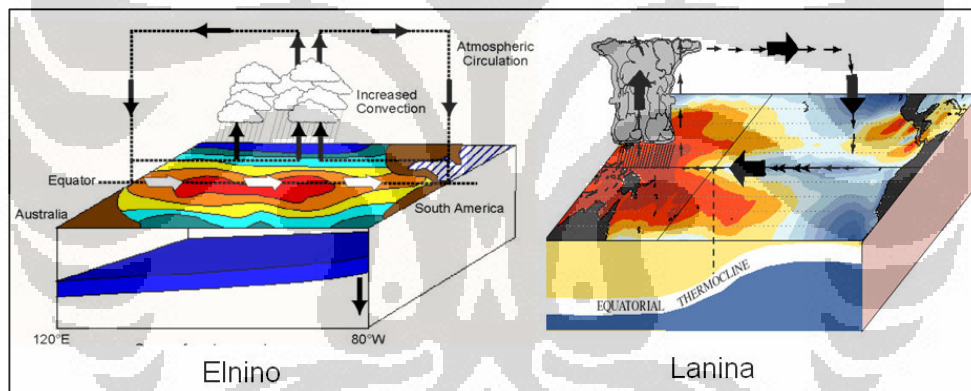 Atmospheric
Circulation
Increased
Convection
Equator
Australia
South America
120°E
80°W
Elnino
EQUATORIAL THERMOCLINE
Lanina